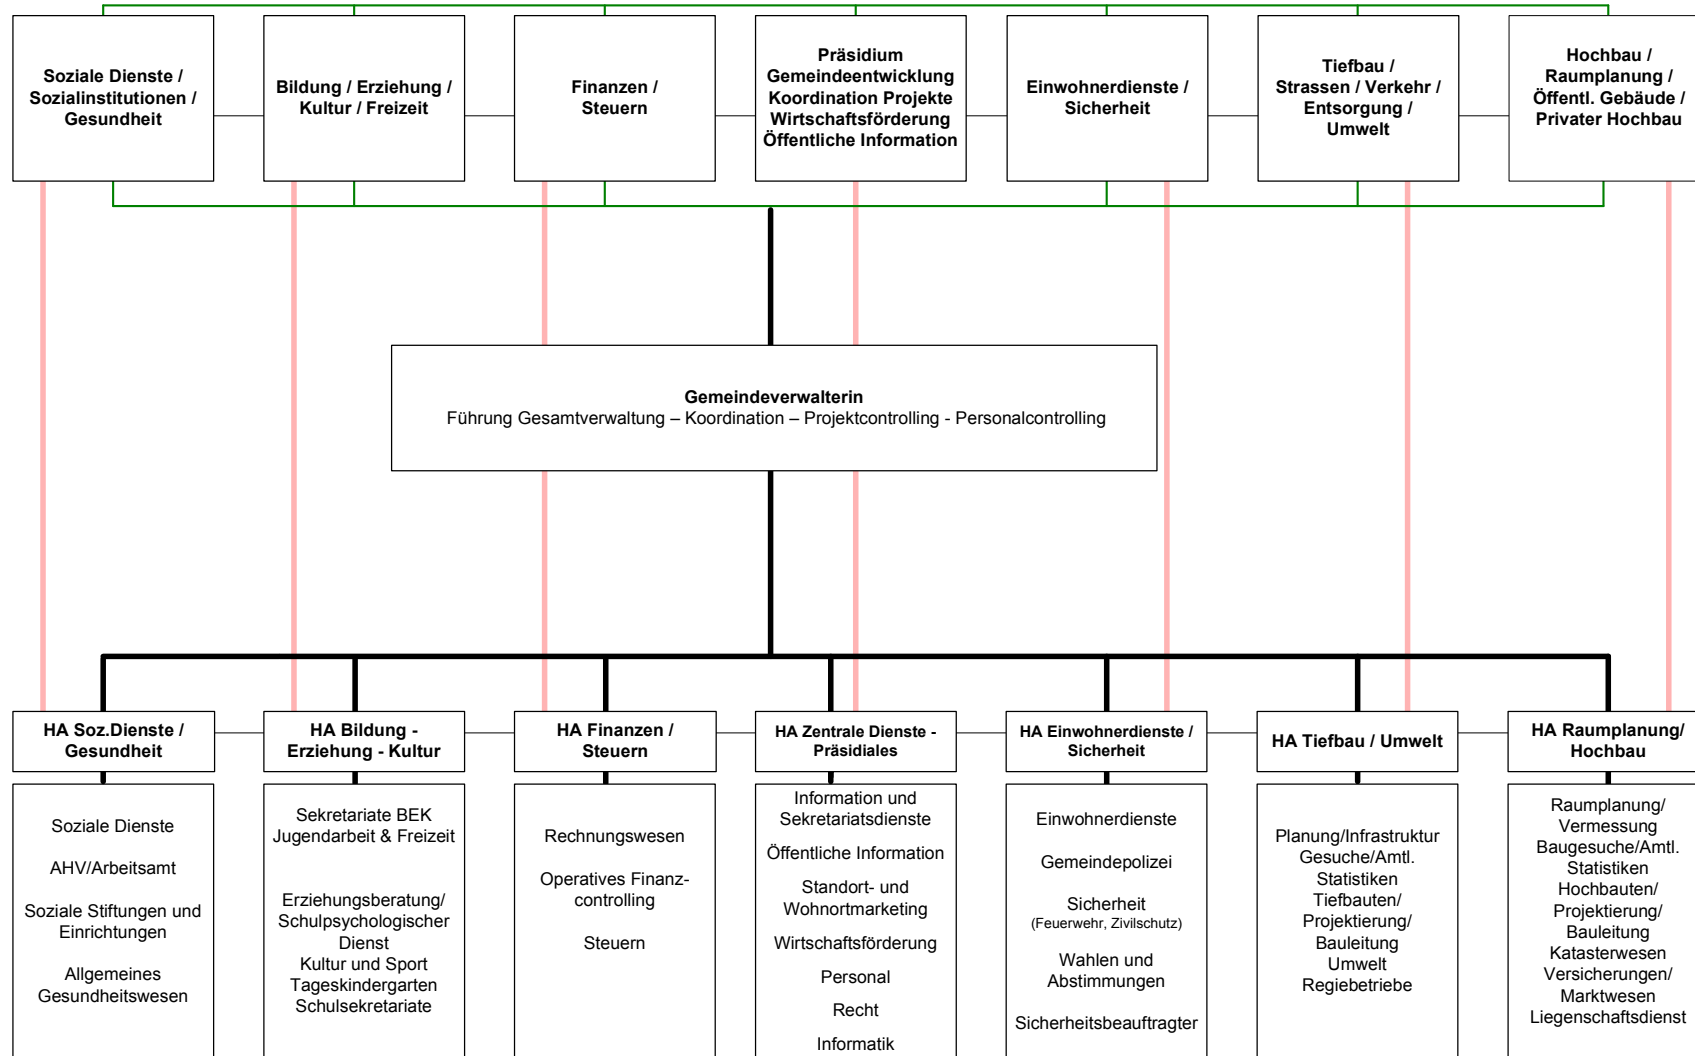 Soziale Dienste /
Sozialinstitutionen /
Gesundheit
Bildung / Erziehung /
Kultur / Freizeit
Finanzen /
Steuern
Präsidium
Gemeindeentwicklung
Koordination Projekte
Wirtschaftsförderung
Öffentliche Information
Einwohnerdienste /
Sicherheit
Tiefbau /
Strassen / Verkehr /
Entsorgung /
Umwelt
Hochbau /
Raumplanung /
Öffentl. Gebäude /
Privater Hochbau
Gemeindeverwalterin
Führung Gesamtverwaltung – Koordination – Projektcontrolling - Personalcontrolling
HA Soz.Dienste /
Gesundheit
HA Bildung -
Erziehung - Kultur
HA Finanzen /
Steuern
HA Zentrale Dienste -
Präsidiales
HA Einwohnerdienste /
Sicherheit
HA Tiefbau / Umwelt
HA Raumplanung/
Hochbau
Soziale Dienste
AHV/Arbeitsamt
Soziale Stiftungen und
Einrichtungen
Allgemeines
Gesundheitswesen
Sekretariate BEK
Jugendarbeit & Freizeit
Erziehungsberatung/
Schulpsychologischer
Dienst
Kultur und Sport
Tageskindergarten
Schulsekretariate
Rechnungswesen
Operatives Finanz-
controlling
Steuern
Information und
Sekretariatsdienste
Öffentliche Information
Standort- und
Wohnortmarketing
Wirtschaftsförderung
Personal
Recht
Informatik
Einwohnerdienste
Gemeindepolizei
Sicherheit
(Feuerwehr, Zivilschutz)
Wahlen und
Abstimmungen
Sicherheitsbeauftragter
Planung/Infrastruktur
Gesuche/Amtl.
Statistiken
Tiefbauten/
Projektierung/
Bauleitung
Umwelt
Regiebetriebe
Raumplanung/
Vermessung
Baugesuche/Amtl.
Statistiken
Hochbauten/
Projektierung/
Bauleitung
Katasterwesen
Versicherungen/
Marktwesen
Liegenschaftsdienst